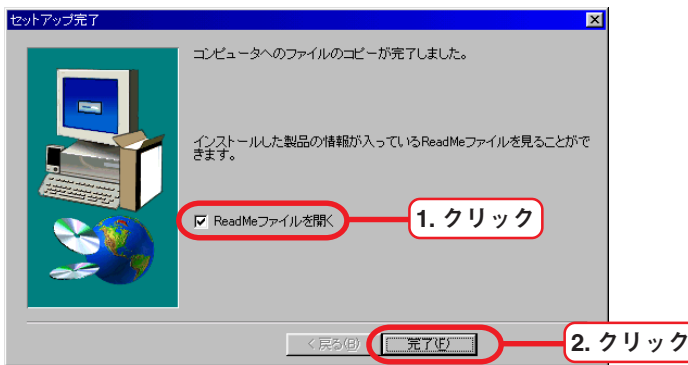 セットアップ完了
コンピュータへのファイルのコピーが完了しました。
インストールした製品の情報が入っているReadMeファイルを見ることがで
きます。
ReadMeファイルを開く
1. クリック
< 戻る(B)
完了(F)
2. クリック